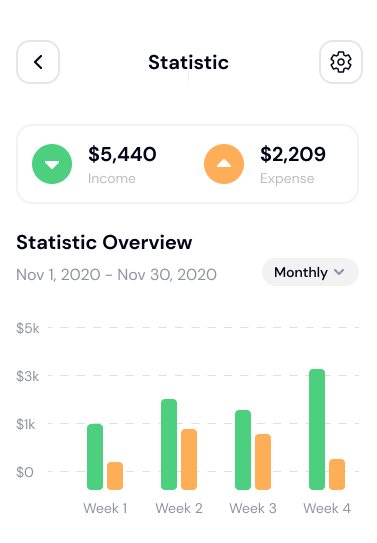 Statistic
$5,440
Income
$2,209
Expense
Statistic Overview
Nov 1, 2020 - Nov 30, 2020
Monthly
$5k
$3k
$1k
$0
Week 1
Week 2
Week 3
Week 4